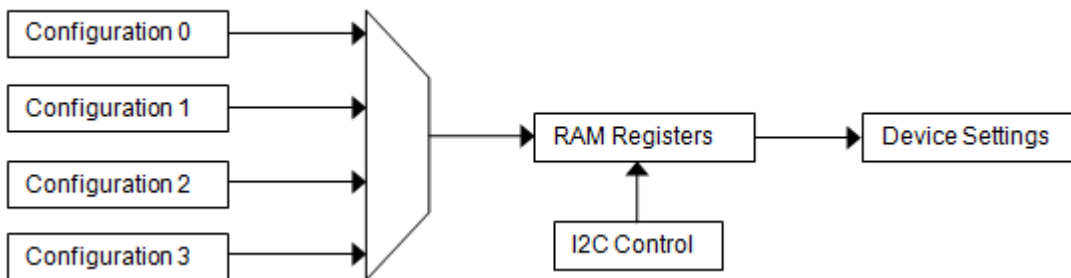 Configuration 0
Configuration 1
Configuration 2
Configuration 3
RAM Registers
I2C Control
Device Settings